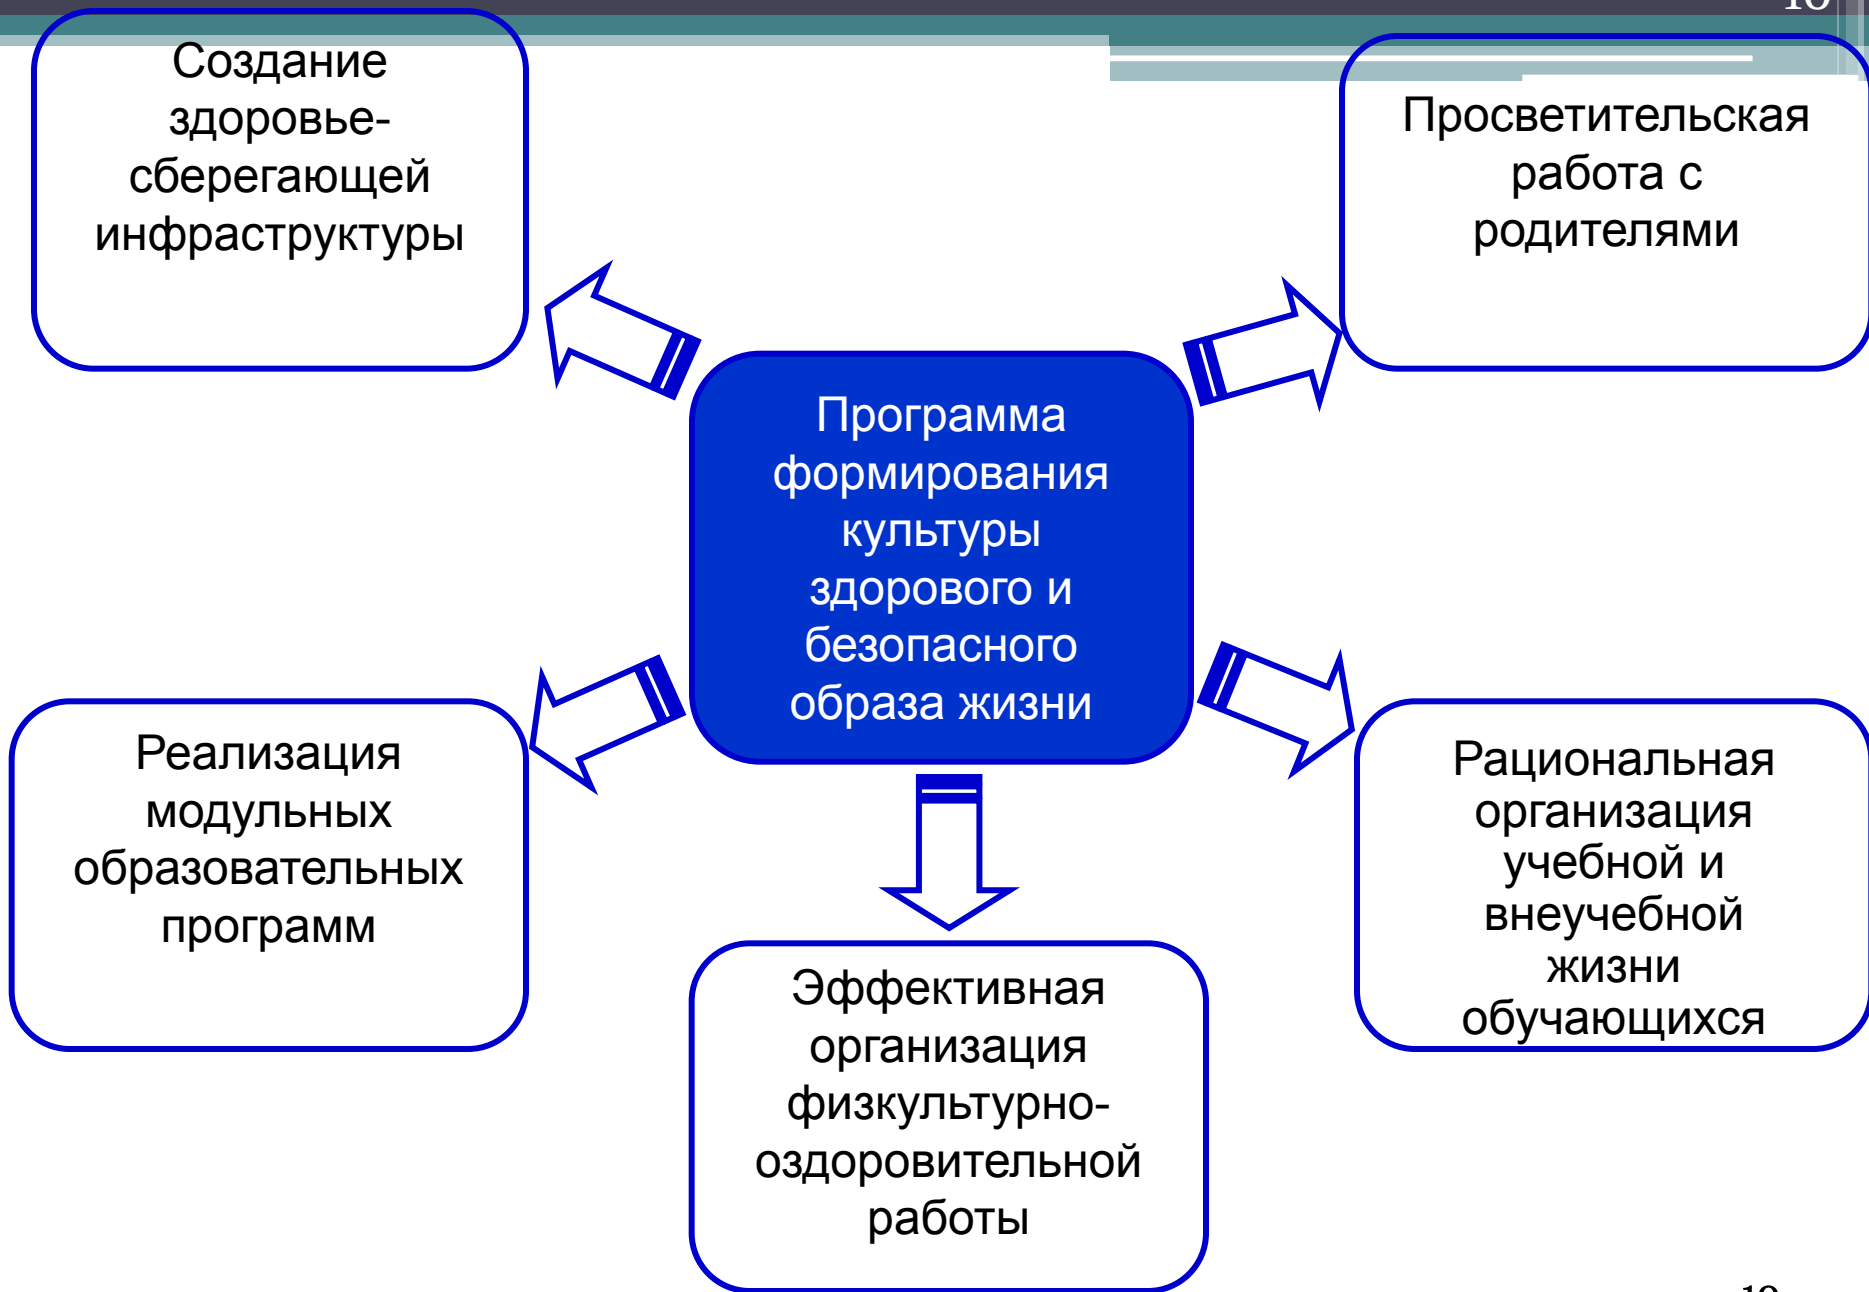 Создание
здоровье-
сберегающей
инфраструктуры
Просветительская
работа с
родителями
Программа
формирования
культуры
здорового и
безопасного
образа жизни
Реализация
модульных
образовательных
программ
Рациональная
организация
учебной и
внеучебной
жизни
обучающихся
Эффективная
организация
физкультурно-
оздоровительной
работы